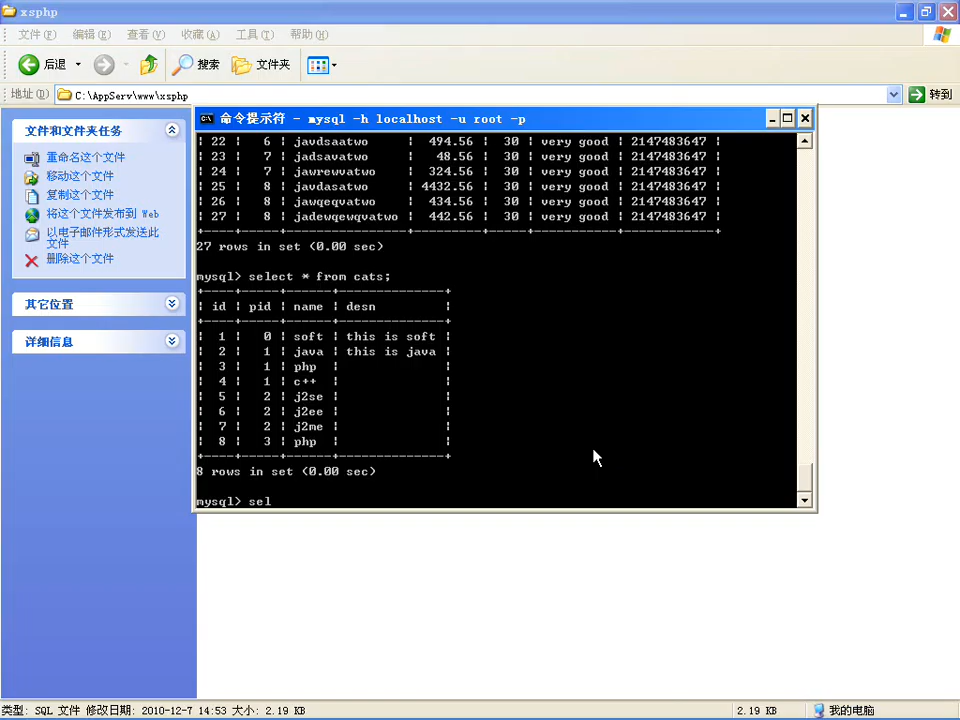 xsphp
文件(F) 编辑(E) 查看(V) 收藏(A) 工具(T) 帮助(H)
后退 搜索 文件夹
地址(D) C:\AppServ\www\xsphp 转到
文件和文件夹任务
重命名这个文件
移动这个文件
复制这个文件
将这个文件发布到 Web
以电子邮件形式发送此
文件
删除这个文件
其它位置
详细信息
命令提示符 - mysql -h localhost -u root -p
| 22 | 6 | javdsaatwo | 494.56 | 30 | very good | 2147483647 |
| 23 | 7 | jadsavatwo | 48.56 | 30 | very good | 2147483647 |
| 24 | 7 | jawrewvatwo | 324.56 | 30 | very good | 2147483647 |
| 25 | 8 | javdasatwo | 4432.56 | 30 | very good | 2147483647 |
| 26 | 8 | jawqeqvatwo | 434.56 | 30 | very good | 2147483647 |
| 27 | 8 | jadewqewqvatwo | 442.56 | 30 | very good | 2147483647 |
27 rows in set (0.00 sec)
mysql> select * from cats;
| id | pid | name | desn |
| 1 | 0 | soft | this is soft |
| 2 | 1 | java | this is java |
| 3 | 1 | php | |
| 4 | 1 | c++ | |
| 5 | 2 | j2se | |
| 6 | 2 | j2ee | |
| 7 | 2 | j2me | |
| 8 | 3 | php | |
8 rows in set (0.00 sec)
mysql> sel
类型: SQL 文件 修改日期: 2010-12-7 14:53 大小: 2.19 KB 2.19 KB 我的电脑